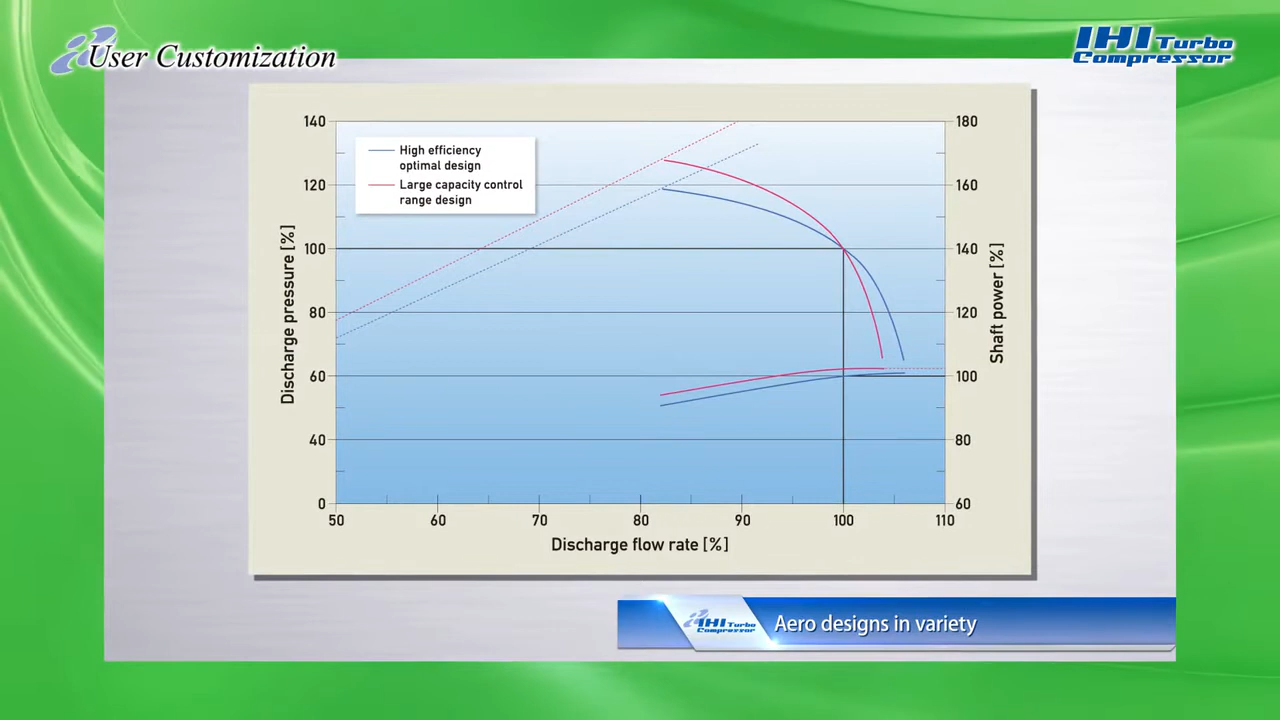 User Customization
IHI Turbo
Compressor
High efficiency
optimal design
Large capacity control
range design
Discharge pressure [%]
140
120
100
80
60
40
0
Shaft power [%]
180
160
140
120
100
80
60
50 60 70 80 90 100 110
Discharge flow rate [%]
IHI Turbo
Compressor
Aero designs in variety